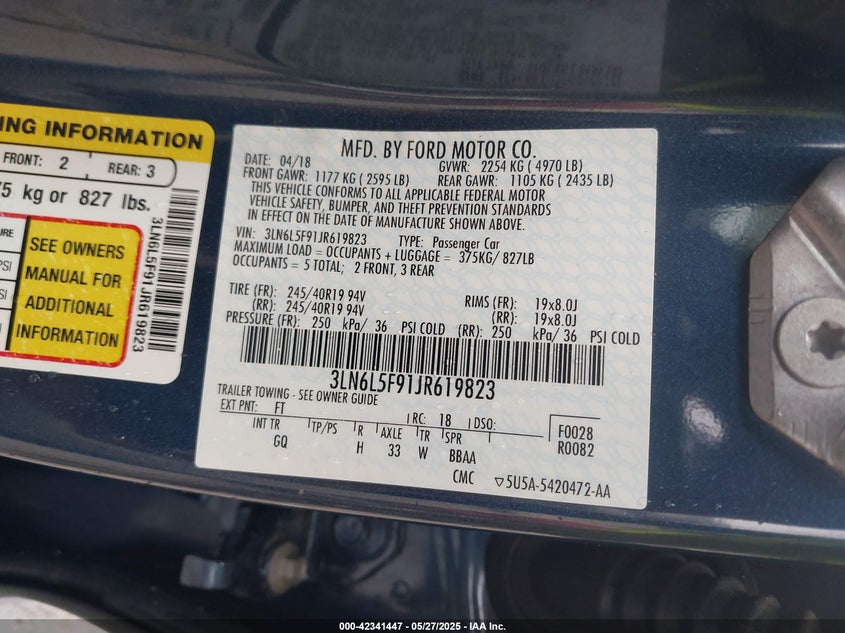 ING INFORMATION
FRONT: 2
REAR: 3
75 kg or 827 lbs.
URE
PSI
SI
SI
SEE OWNERS
MANUAL FOR
ADDITIONAL
INFORMATION
3LN6L5F91JR619823
MFD. BY FORD MOTOR CO.
DATE: 04/18
GVWR: 2254 KG ( 4970 LB)
FRONT GAWR: 1177 KG ( 2595 LB)
REAR GAWR: 1105 KG ( 2435 LB)
THIS VEHICLE CONFORMS TO ALL APPLICABLE FEDERAL MOTOR
VEHICLE SAFETY, BUMPER, AND THEFT PREVENTION STANDARDS
IN EFFECT ON THE DATE OF MANUFACTURE SHOWN ABOVE.
VIN: 3LN6L5F91JR619823 TYPE: Passenger Car
MAXIMUM LOAD = OCCUPANTS + LUGGAGE = 375KG/ 827LB
OCCUPANTS = 5 TOTAL; 2 FRONT, 3 REAR
TIRE (FR): 245/40R19 94V RIMS (FR): 19x8.0J
(RR): 245/40R19 94V (RR): 19x8.0J
PRESSURE (FR): 250 kPa/ 36 PSI COLD (RR): 250 kPa/ 36 PSI COLD
3LN6L5F91JR619823
TRAILER TOWING - SEE OWNER GUIDE
EXT PNT: FT RC: 18 DSO:
F0028
R0082
INT TR TP/PS R AXLE TR SPR
GQ H 33 W BBAA
CMC 5U5A-5420472-AA
000-42341447 — 05/27/2025 — IAA Inc.